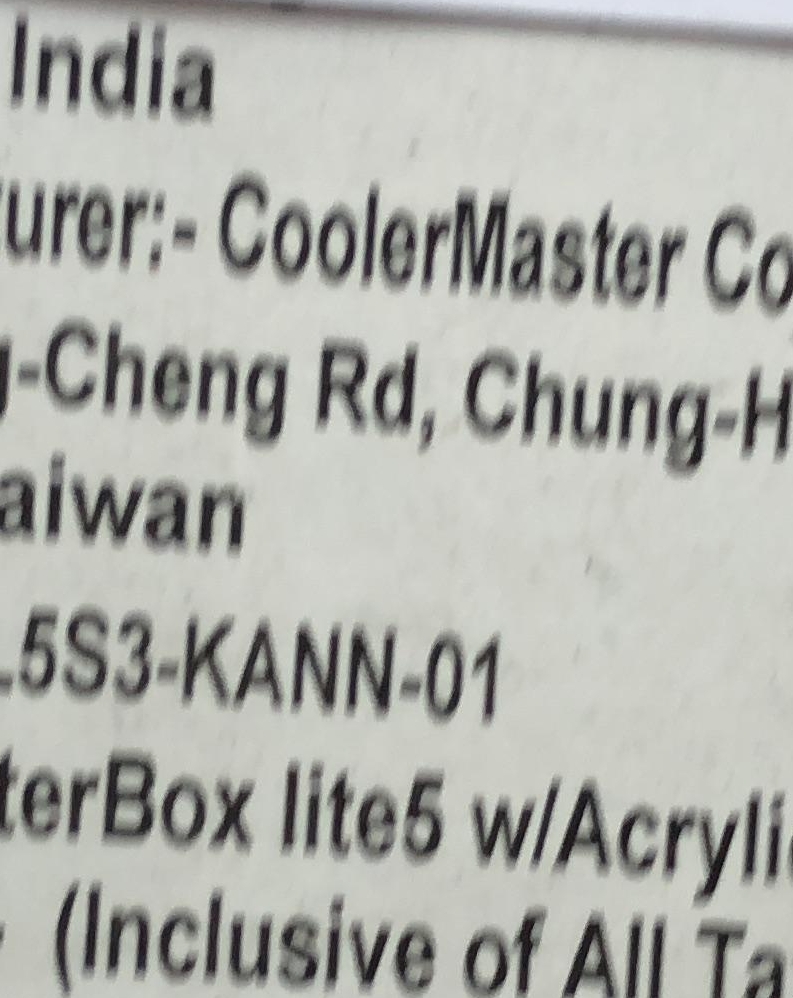 India
urer:- CoolerMaster Co
-Cheng Rd, Chung-H
aiwan
5S3-KANN-01
terBox lite5 w/Acryli
(Inclusive of All Ta